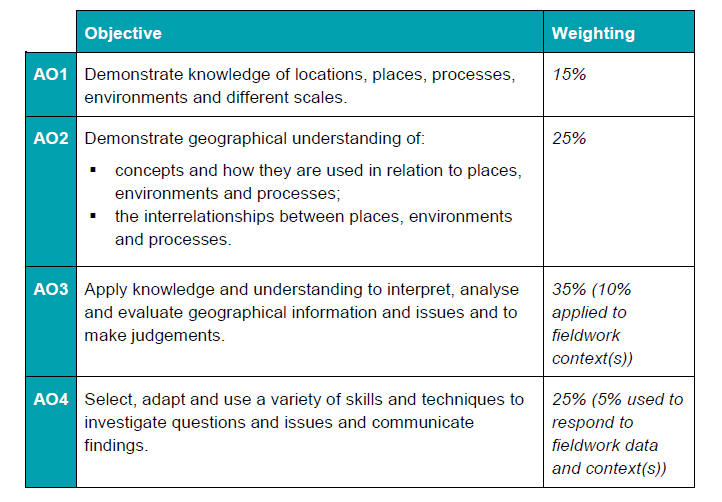 Objective Weighting
AO1 Demonstrate knowledge of locations, places, processes, 15%
environments and different scales.
AO2 Demonstrate geographical understanding of: 25%
▪ concepts and how they are used in relation to places,
environments and processes;
▪ the interrelationships between places, environments
and processes.
AO3 Apply knowledge and understanding to interpret, analyse 35% (10%
and evaluate geographical information and issues and to applied to
make judgements. fieldwork
context(s))
AO4 Select, adapt and use a variety of skills and techniques to 25% (5% used to
investigate questions and issues and communicate respond to
findings. fieldwork data
and context(s))